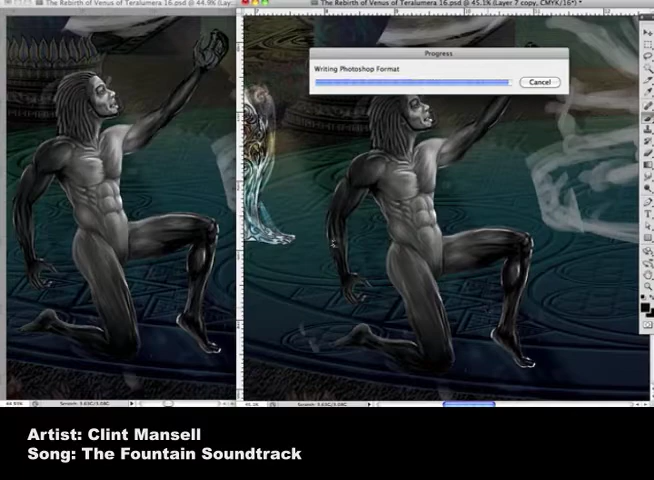 The Rebirth of Venus of Teralumera 16.psd @ 44.9% (Lay...
The Rebirth of Venus of Teralumera 16.psd @ 45.1% (Layer 7 copy, CMYK/16*) *
Progress
Writing Photoshop Format
Cancel
Artist: Clint Mansell
Song: The Fountain Soundtrack